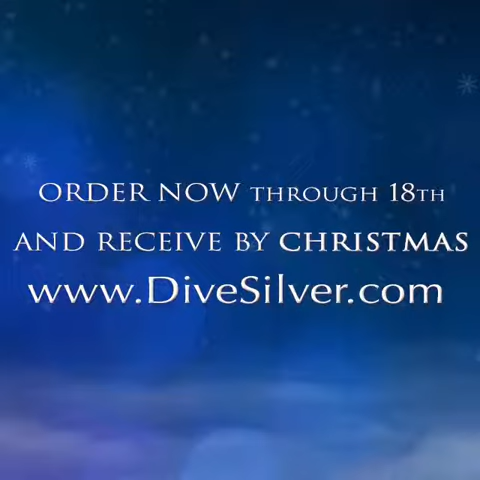 ORDER NOW THROUGH 18TH
AND RECEIVE BY CHRISTMAS
www.DiveSilver.com